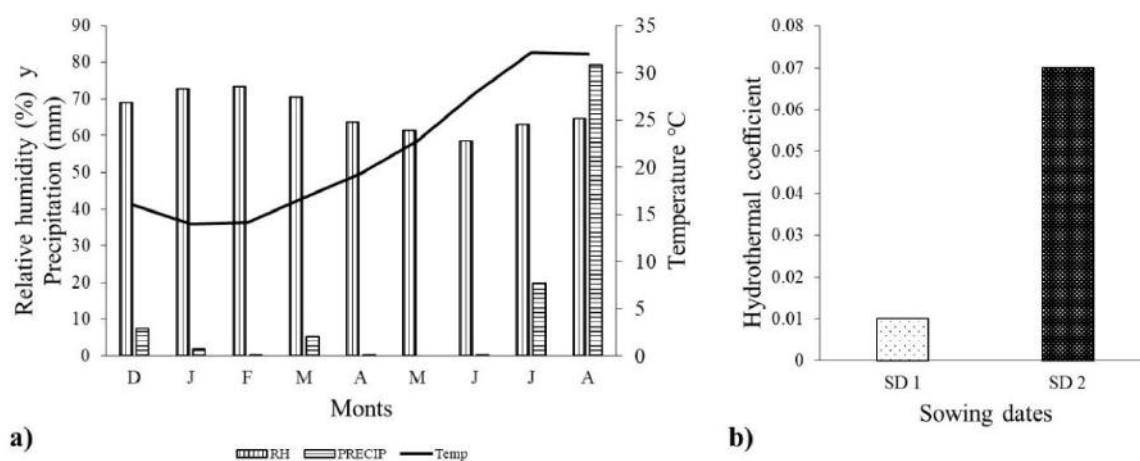 90
80
70
60
50
40
30
20
10
0
Relative humidity (%) y
Precipitation (mm)
35
30
25
20
15
10
5
0
Temperature °C
D J F M A M J J A
Monts
a)
RH PRECIP Temp
0.08
0.07
0.06
0.05
0.04
0.03
0.02
0.01
0
Hydrothermal coefficient
SD 1 SD 2
Sowing dates
b)